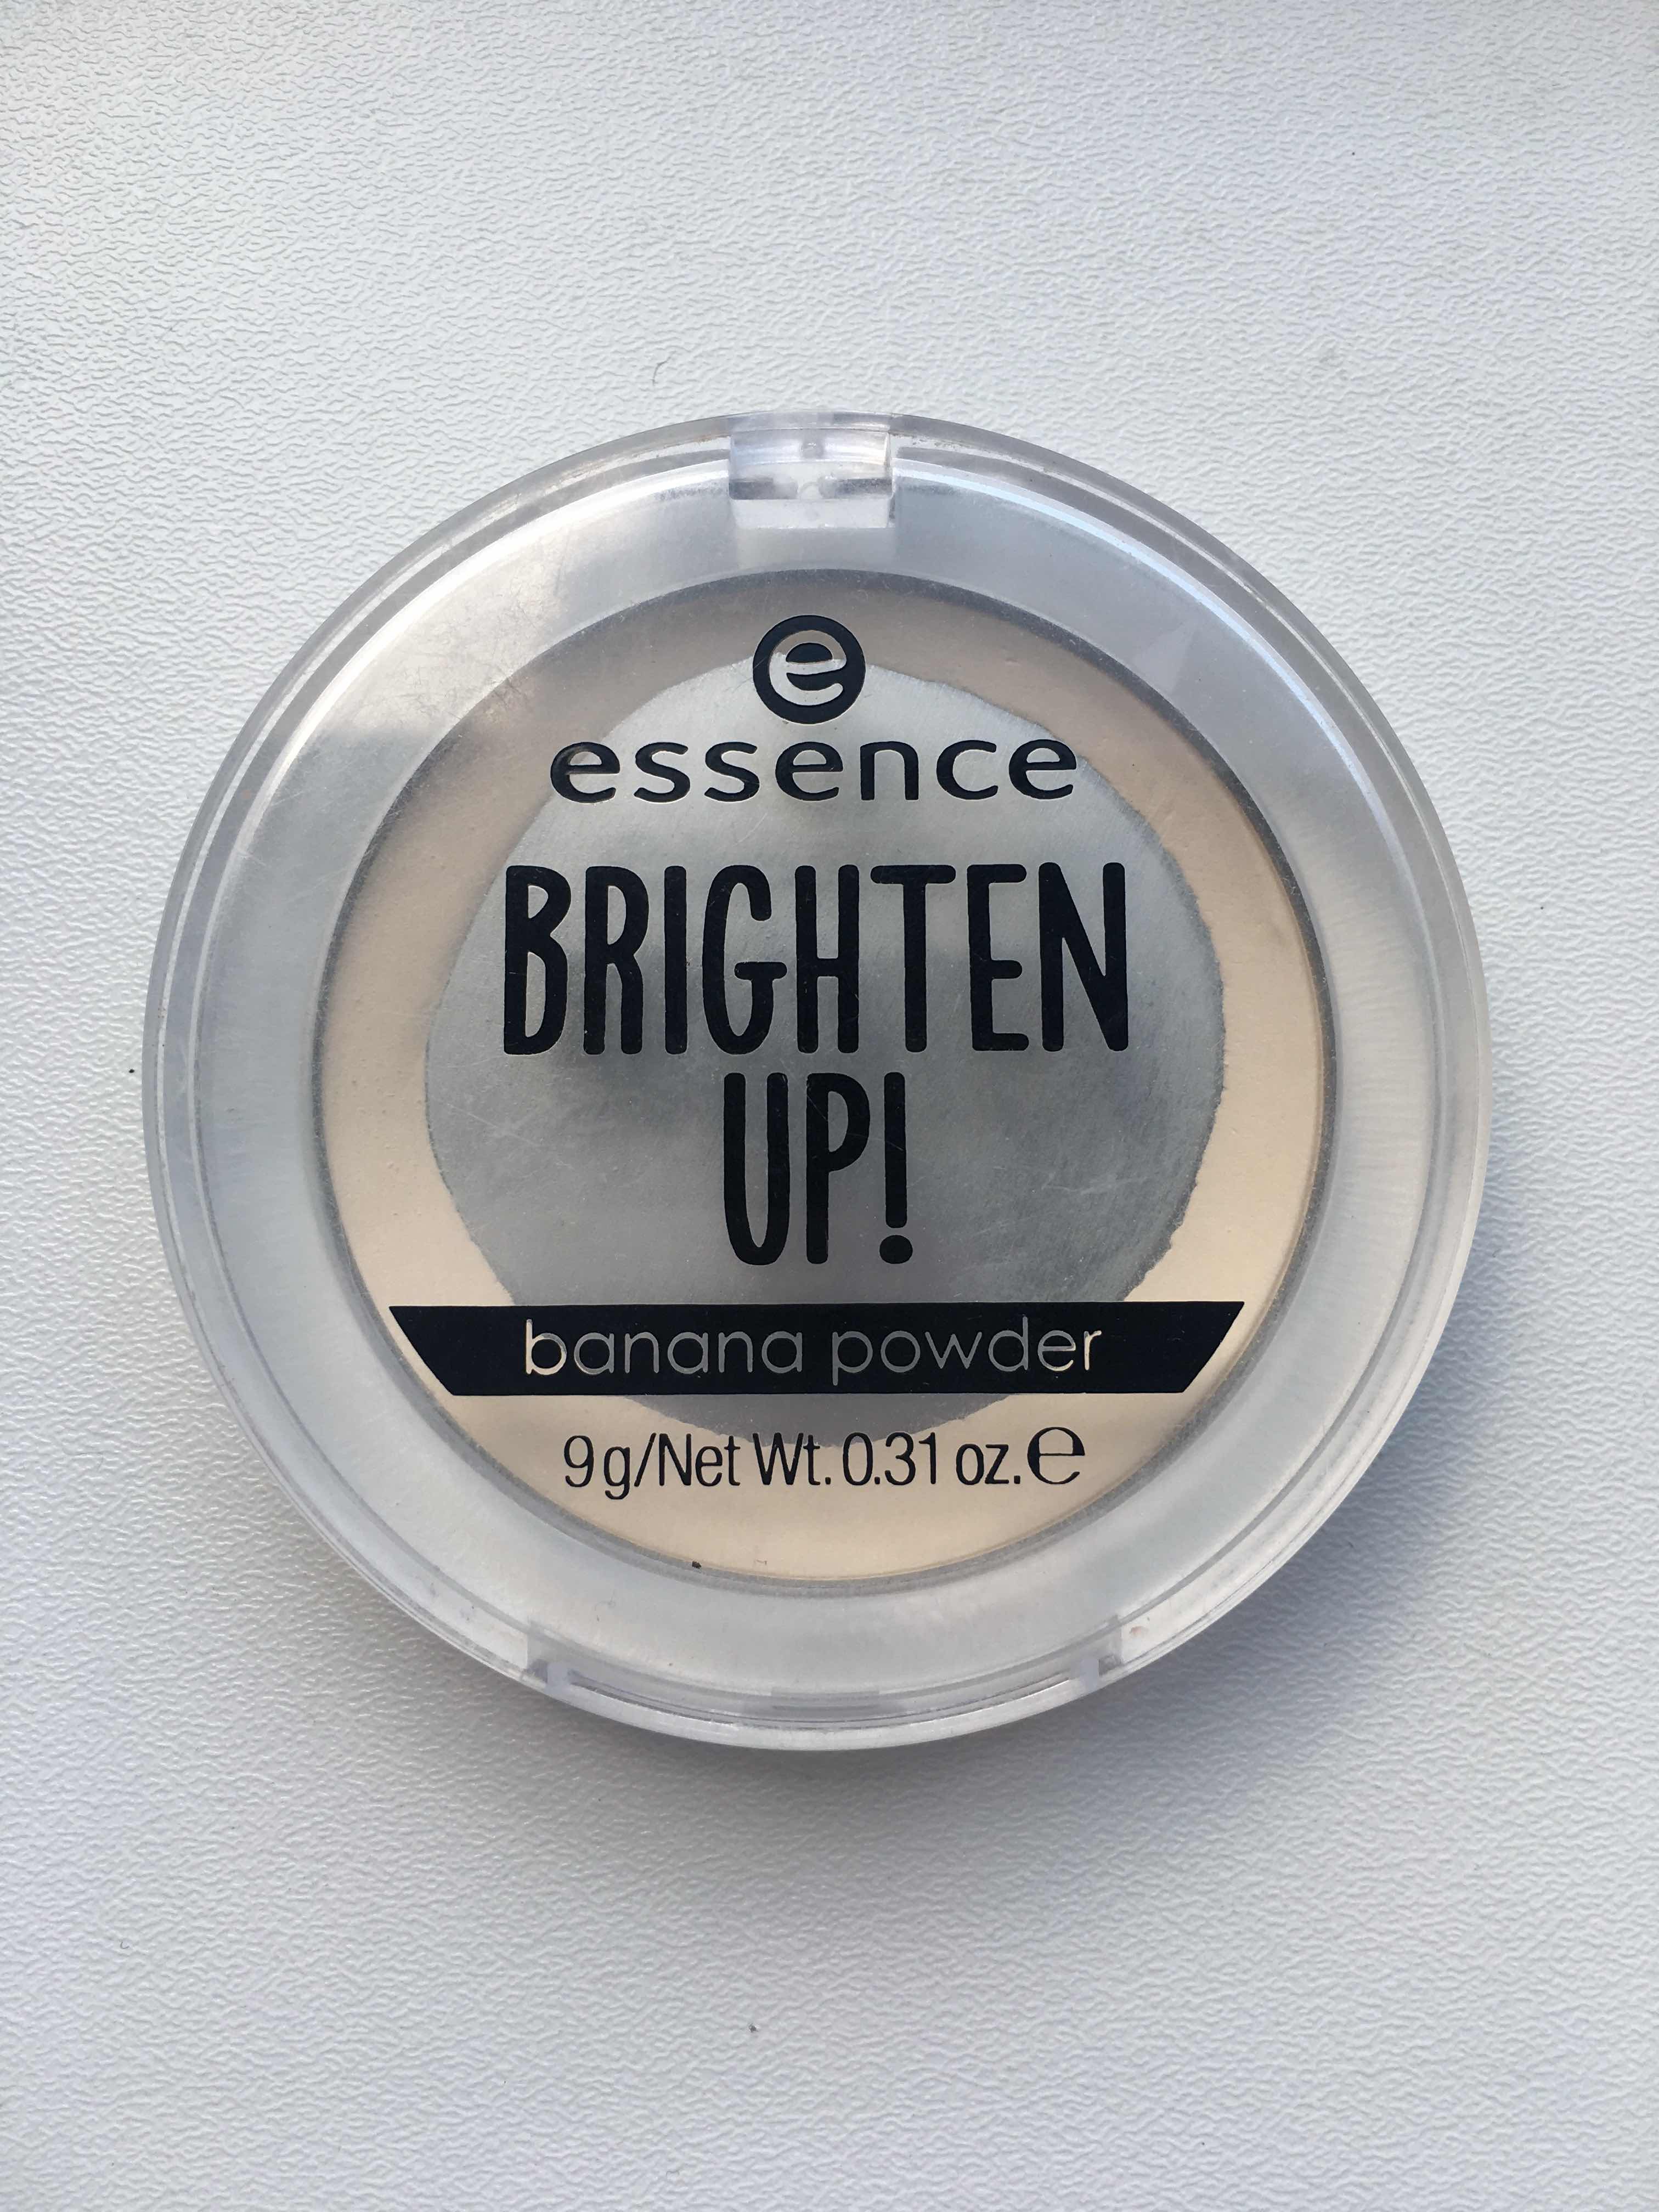 e
essence
BRIGHTEN
UP!
banana powder
9 g/Net Wt. 0.31 oz. ℮